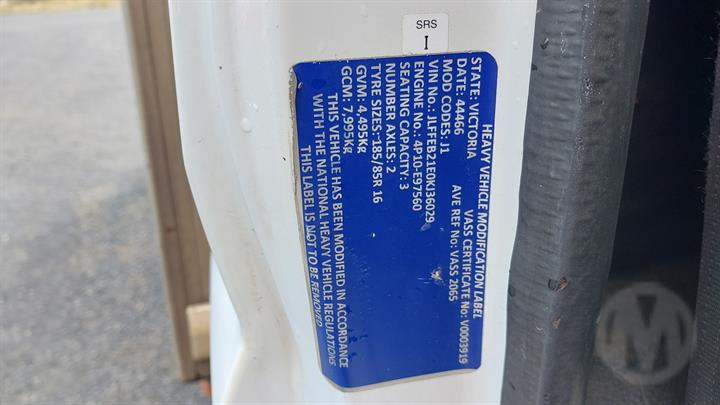 SRS
I
HEAVY VEHICLE MODIFICATION LABEL
STATE: VICTORIA VASS CERTIFICATE No: V0003919
DATE: 44466 AVE REF No: VASS 2065
MOD CODES: J1
VIN No: JLFFEB21E0KJ36029
ENGINE No: 4P10-E97560
SEATING CAPACITY: 3
NUMBER AXLES: 2
TYRE SIZES: 185/85R 16
GVM: 4,495Kg
GCM: 7,995Kg
THIS VEHICLE HAS BEEN MODIFIED IN ACCORDANCE
WITH THE NATIONAL HEAVY VEHICLE REGULATIONS
THIS LABEL IS NOT TO BE REMOVED
M